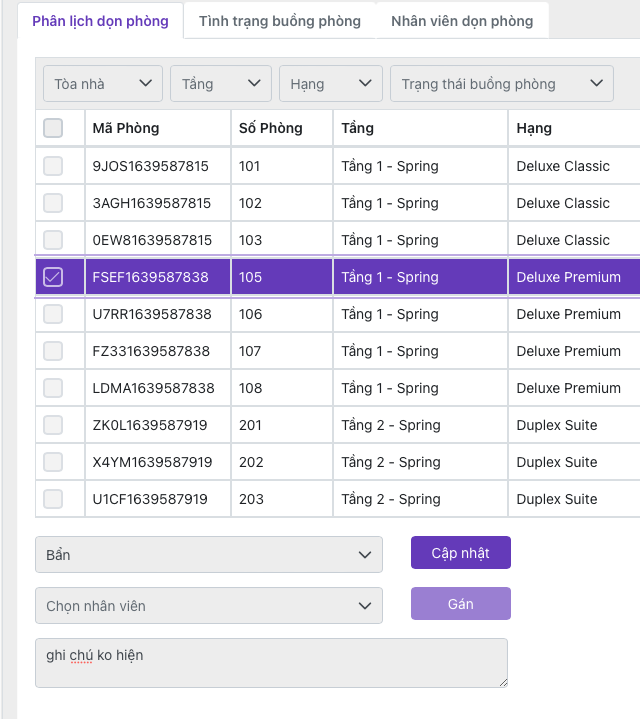 Phân lịch dọn phòng Tình trạng buồng phòng Nhân viên dọn phòng
Tòa nhà Tầng Hạng Trạng thái buồng phòng
Mã Phòng Số Phòng Tầng Hạng
9JOS1639587815 101 Tầng 1 - Spring Deluxe Classic
3AGH1639587815 102 Tầng 1 - Spring Deluxe Classic
0EW81639587815 103 Tầng 1 - Spring Deluxe Classic
FSEF1639587838 105 Tầng 1 - Spring Deluxe Premium
U7RR1639587838 106 Tầng 1 - Spring Deluxe Premium
FZ331639587838 107 Tầng 1 - Spring Deluxe Premium
LDMA1639587838 108 Tầng 1 - Spring Deluxe Premium
ZK0L1639587919 201 Tầng 2 - Spring Duplex Suite
X4YM1639587919 202 Tầng 2 - Spring Duplex Suite
U1CF1639587919 203 Tầng 2 - Spring Duplex Suite
Bẩn Cập nhật
Chọn nhân viên Gán
ghi chú ko hiện